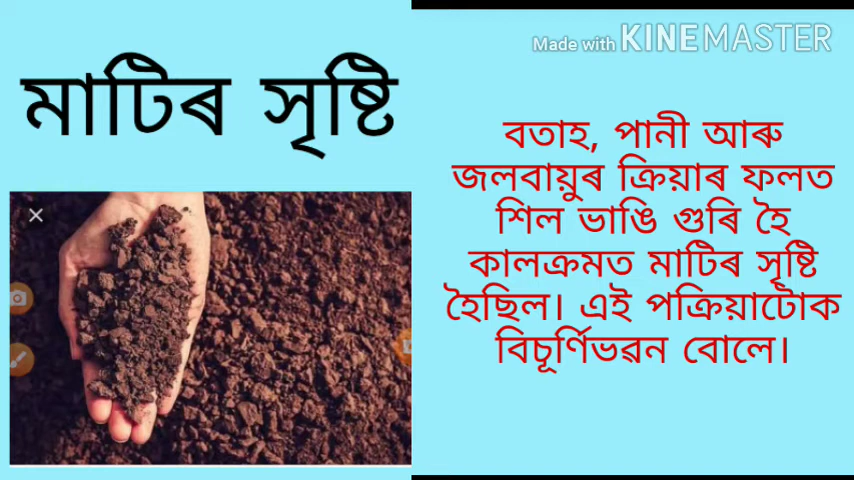 মাটিৰ সৃষ্টি
Made with KINEMASTER
বতাহ, পানী আৰু
জলবায়ুৰ ক্ৰিয়াৰ ফলত
শিল ভাঙি গুৰি হৈ
কালক্ৰমত মাটিৰ সৃষ্টি
হৈছিল। এই পক্ৰিয়াটোক
বিচূৰ্ণিভৱন বোলে।